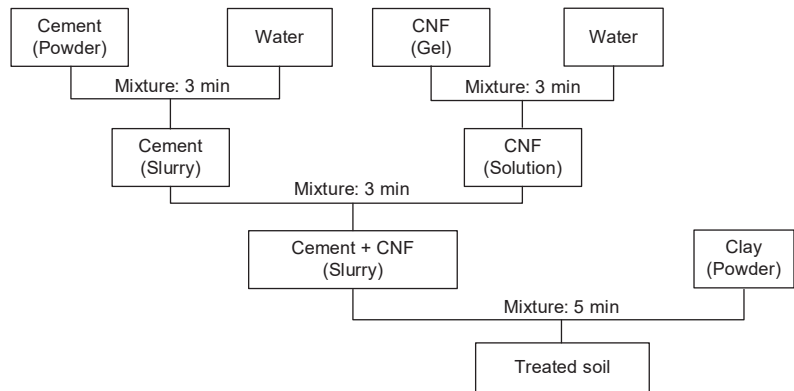 Cement
(Powder)
Water
CNF
(Gel)
Water
Mixture: 3 min
Mixture: 3 min
Cement
(Slurry)
CNF
(Solution)
Mixture: 3 min
Cement + CNF
(Slurry)
Clay
(Powder)
Mixture: 5 min
Treated soil